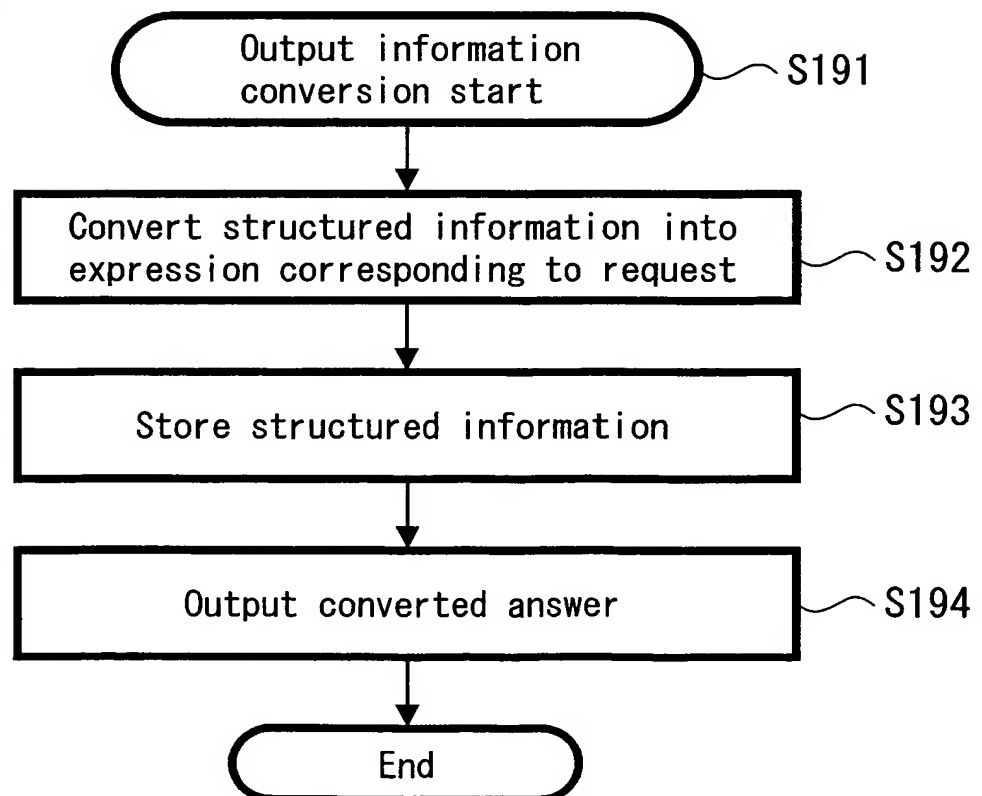 Output information
conversion start
S191
Convert structured information into
expression corresponding to request
S192
Store structured information
S193
Output converted answer
S194
End